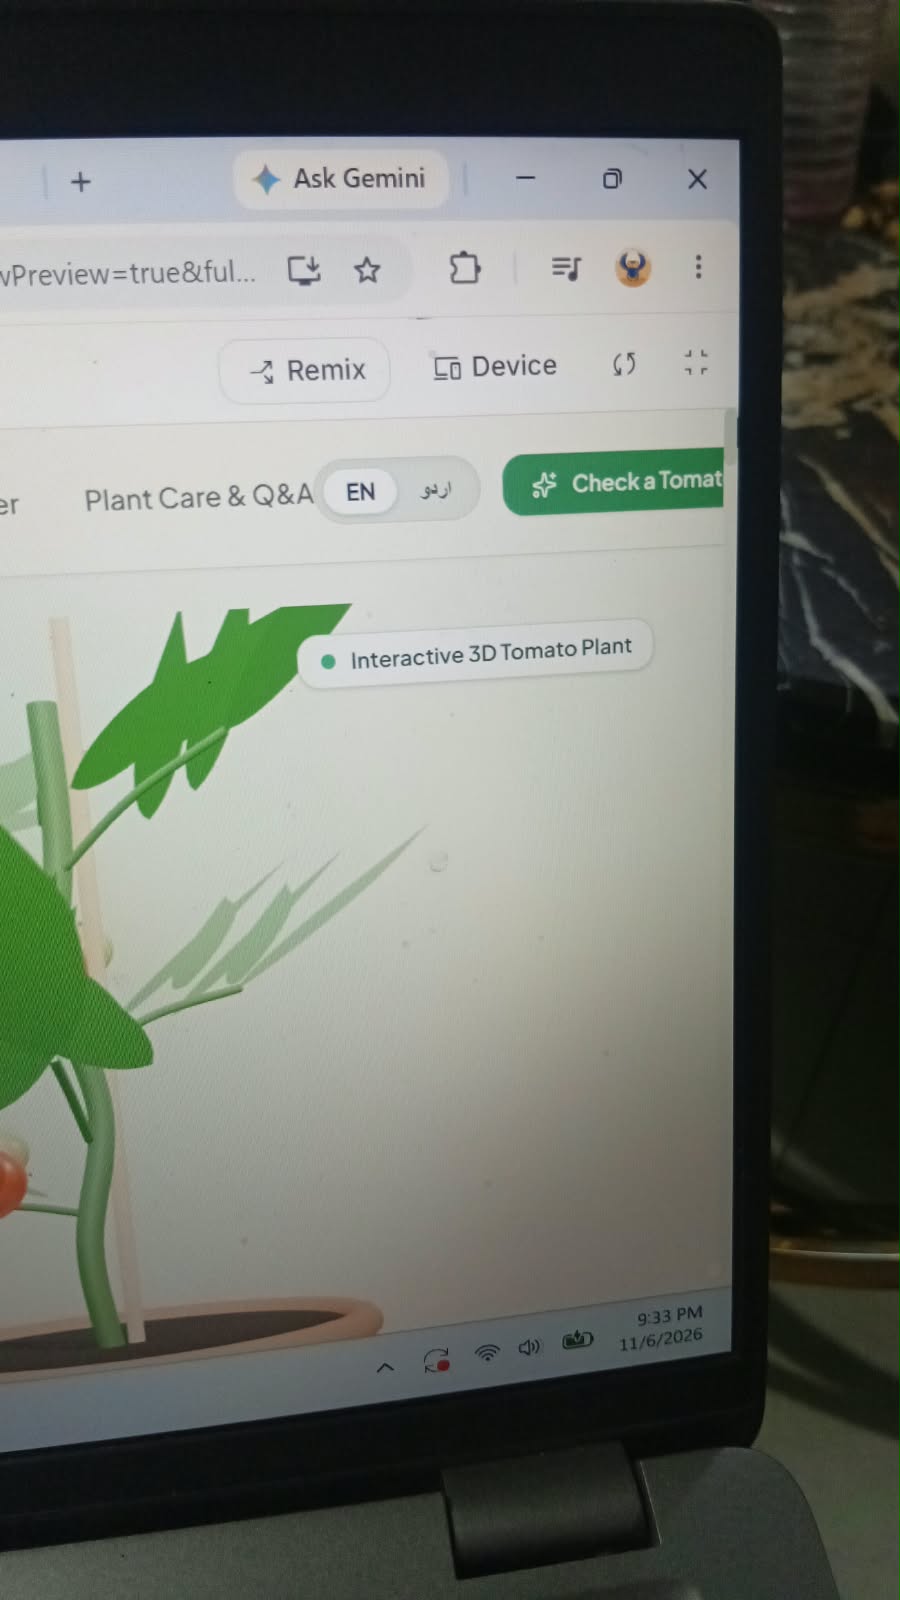 Ask Gemini
wPreview=true&ful...
Remix Device
er Plant Care & Q&A EN اردو Check a Tomat
Interactive 3D Tomato Plant
9:33 PM
11/6/2026